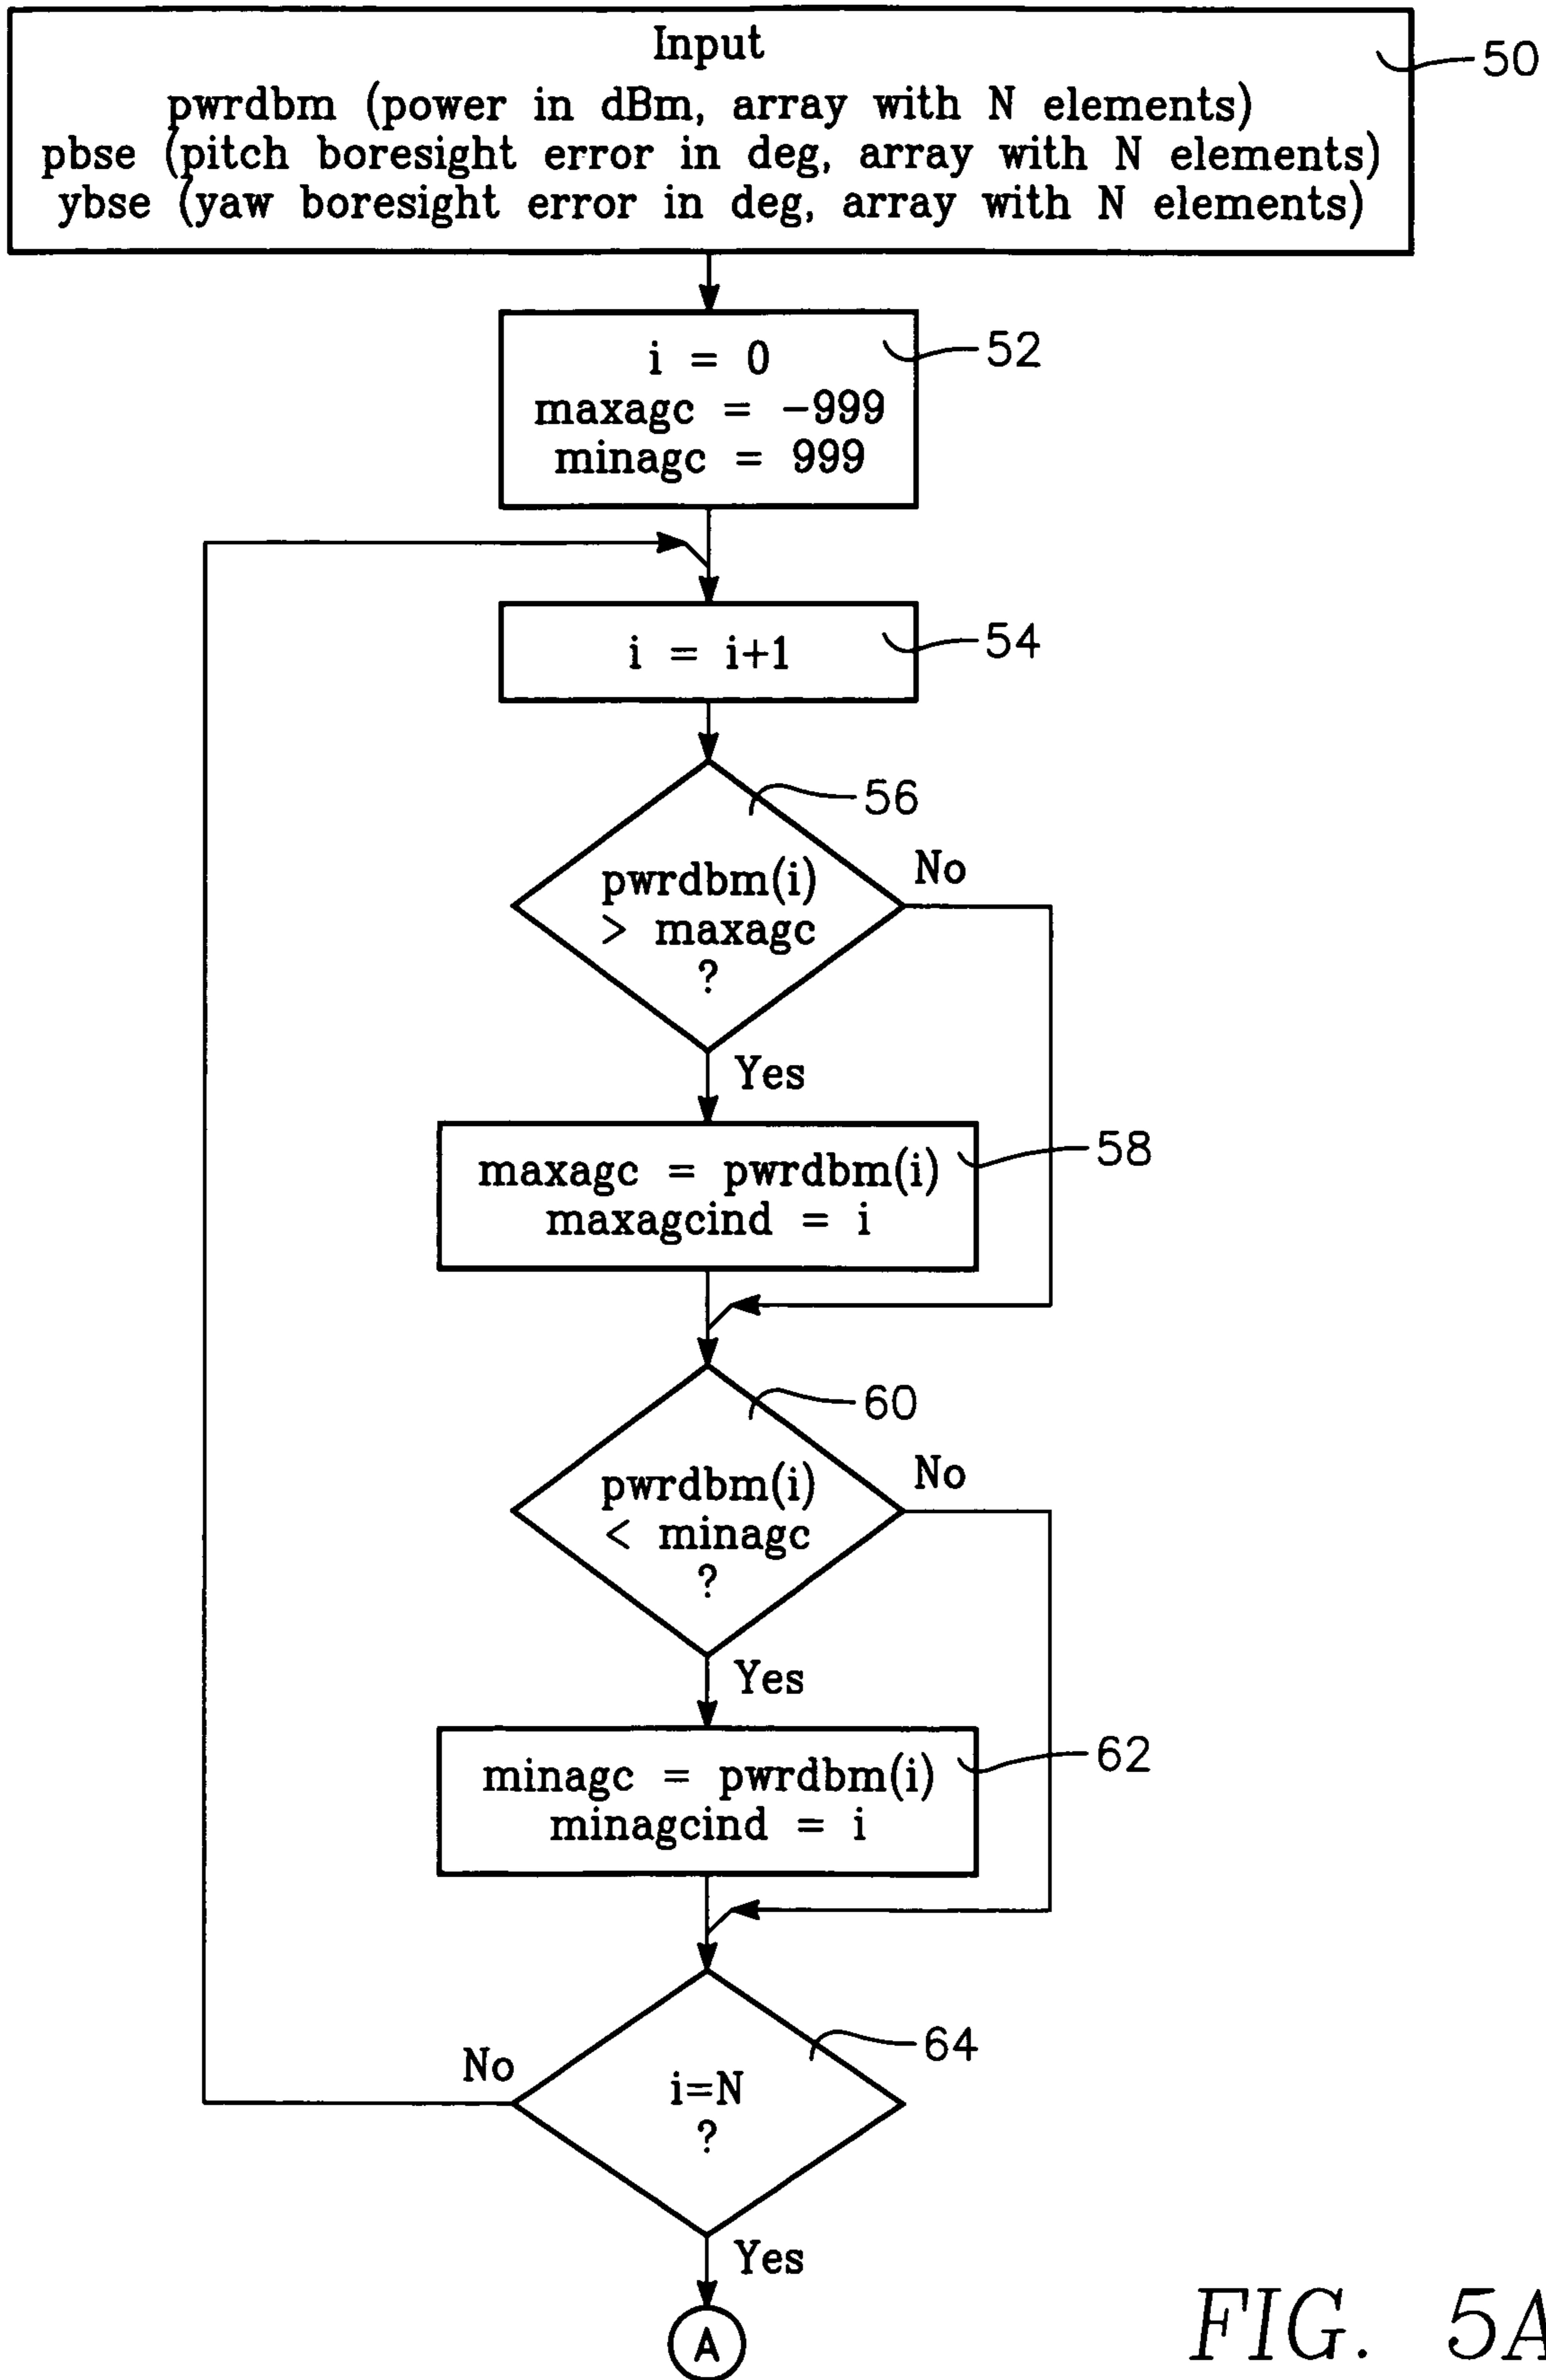 Input
pwrdbm (power in dBm, array with N elements)
pbse (pitch boresight error in deg, array with N elements)
ybse (yaw boresight error in deg, array with N elements)
50
i = 0
maxagc = -999
minagc = 999
52
i = i+1
54
56
pwrdbm(i)
> maxagc
?
No
Yes
maxagc = pwrdbm(i)
maxagcind = i
58
60
pwrdbm(i)
< minagc
?
No
Yes
minagc = pwrdbm(i)
minagcind = i
62
64
i=N
?
No
Yes
A
FIG. 5A